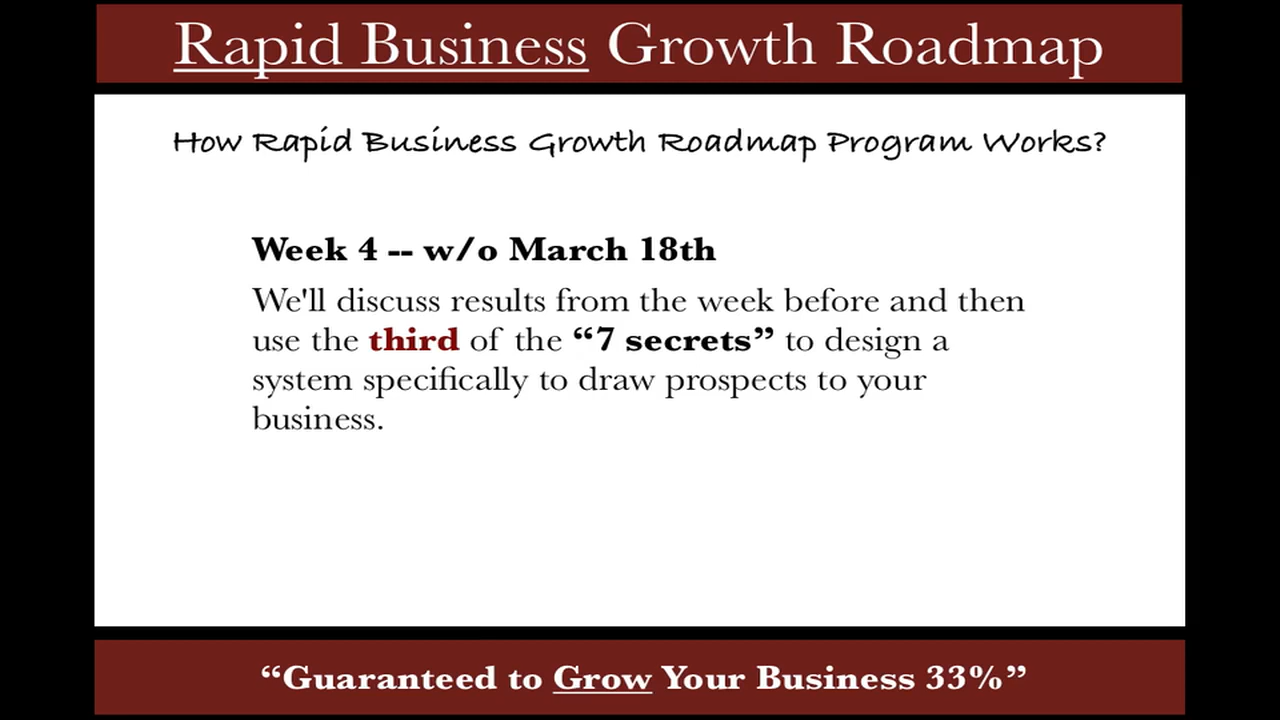 Rapid Business Growth Roadmap
How Rapid Business Growth Roadmap Program Works?
Week 4 -- w/o March 18th
We'll discuss results from the week before and then
use the third of the “7 secrets” to design a
system specifically to draw prospects to your
business.
“Guaranteed to Grow Your Business 33%”